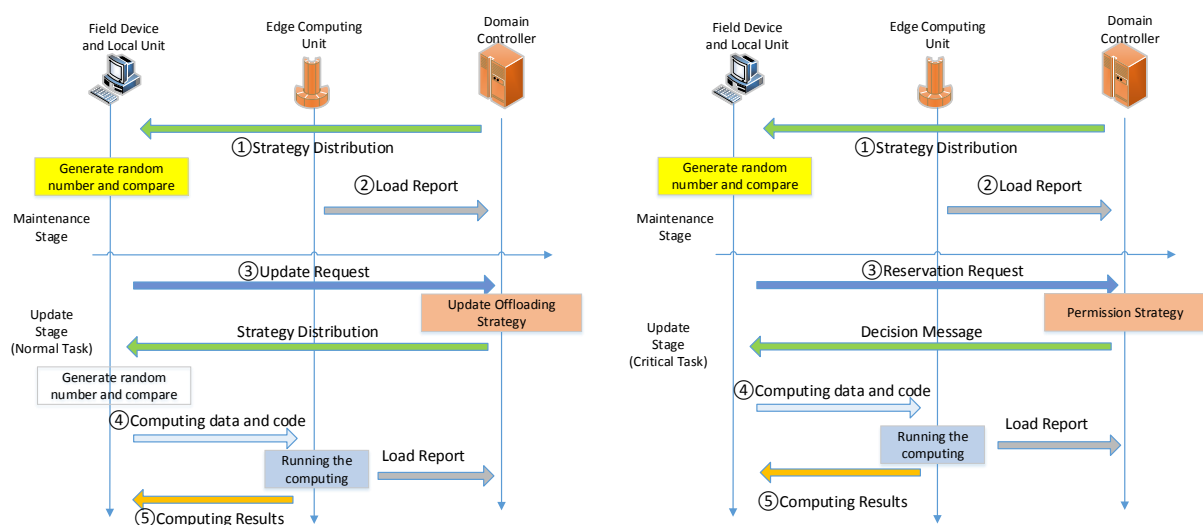 Field Device
and Local Unit
Edge Computing
Unit
Domain
Controller
①Strategy Distribution
Generate random
number and compare
②Load Report
Maintenance
Stage
③Update Request
Update Offloading
Strategy
Update
Stage
(Normal Task)
Strategy Distribution
Generate random
number and compare
④Computing data and code
Running the
computing
Load Report
⑤Computing Results
Field Device
and Local Unit
Edge Computing
Unit
Domain
Controller
①Strategy Distribution
Generate random
number and compare
②Load Report
Maintenance
Stage
③Reservation Request
Permission Strategy
Update
Stage
(Critical Task)
Decision Message
④Computing data and code
Running the
computing
Load Report
⑤Computing Results